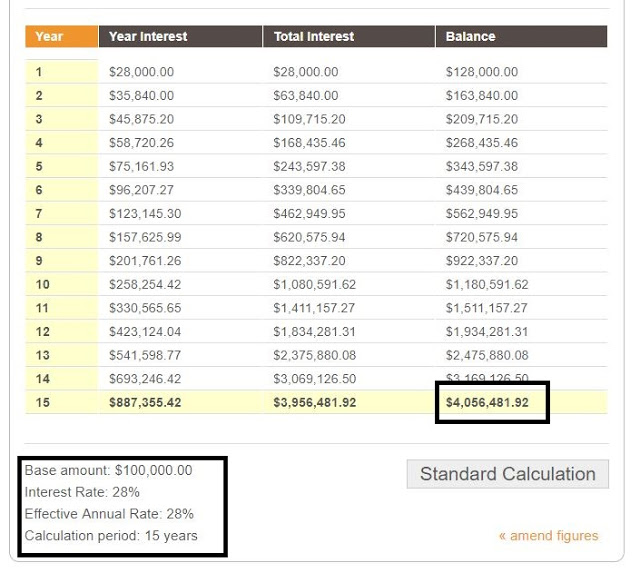 Year Year Interest Total Interest Balance
1 $28,000.00 $28,000.00 $128,000.00
2 $35,840.00 $63,840.00 $163,840.00
3 $45,875.20 $109,715.20 $209,715.20
4 $58,720.26 $168,435.46 $268,435.46
5 $75,161.93 $243,597.38 $343,597.38
6 $96,207.27 $339,804.65 $439,804.65
7 $123,145.30 $462,949.95 $562,949.95
8 $157,625.99 $620,575.94 $720,575.94
9 $201,761.26 $822,337.20 $922,337.20
10 $258,254.42 $1,080,591.62 $1,180,591.62
11 $330,565.65 $1,411,157.27 $1,511,157.27
12 $423,124.04 $1,834,281.31 $1,934,281.31
13 $541,598.77 $2,375,880.08 $2,475,880.08
14 $693,246.42 $3,069,126.50 $3,169,126.50
15 $887,355.42 $3,956,481.92 $4,056,481.92
Base amount: $100,000.00
Interest Rate: 28%
Effective Annual Rate: 28%
Calculation period: 15 years
Standard Calculation
« amend figures